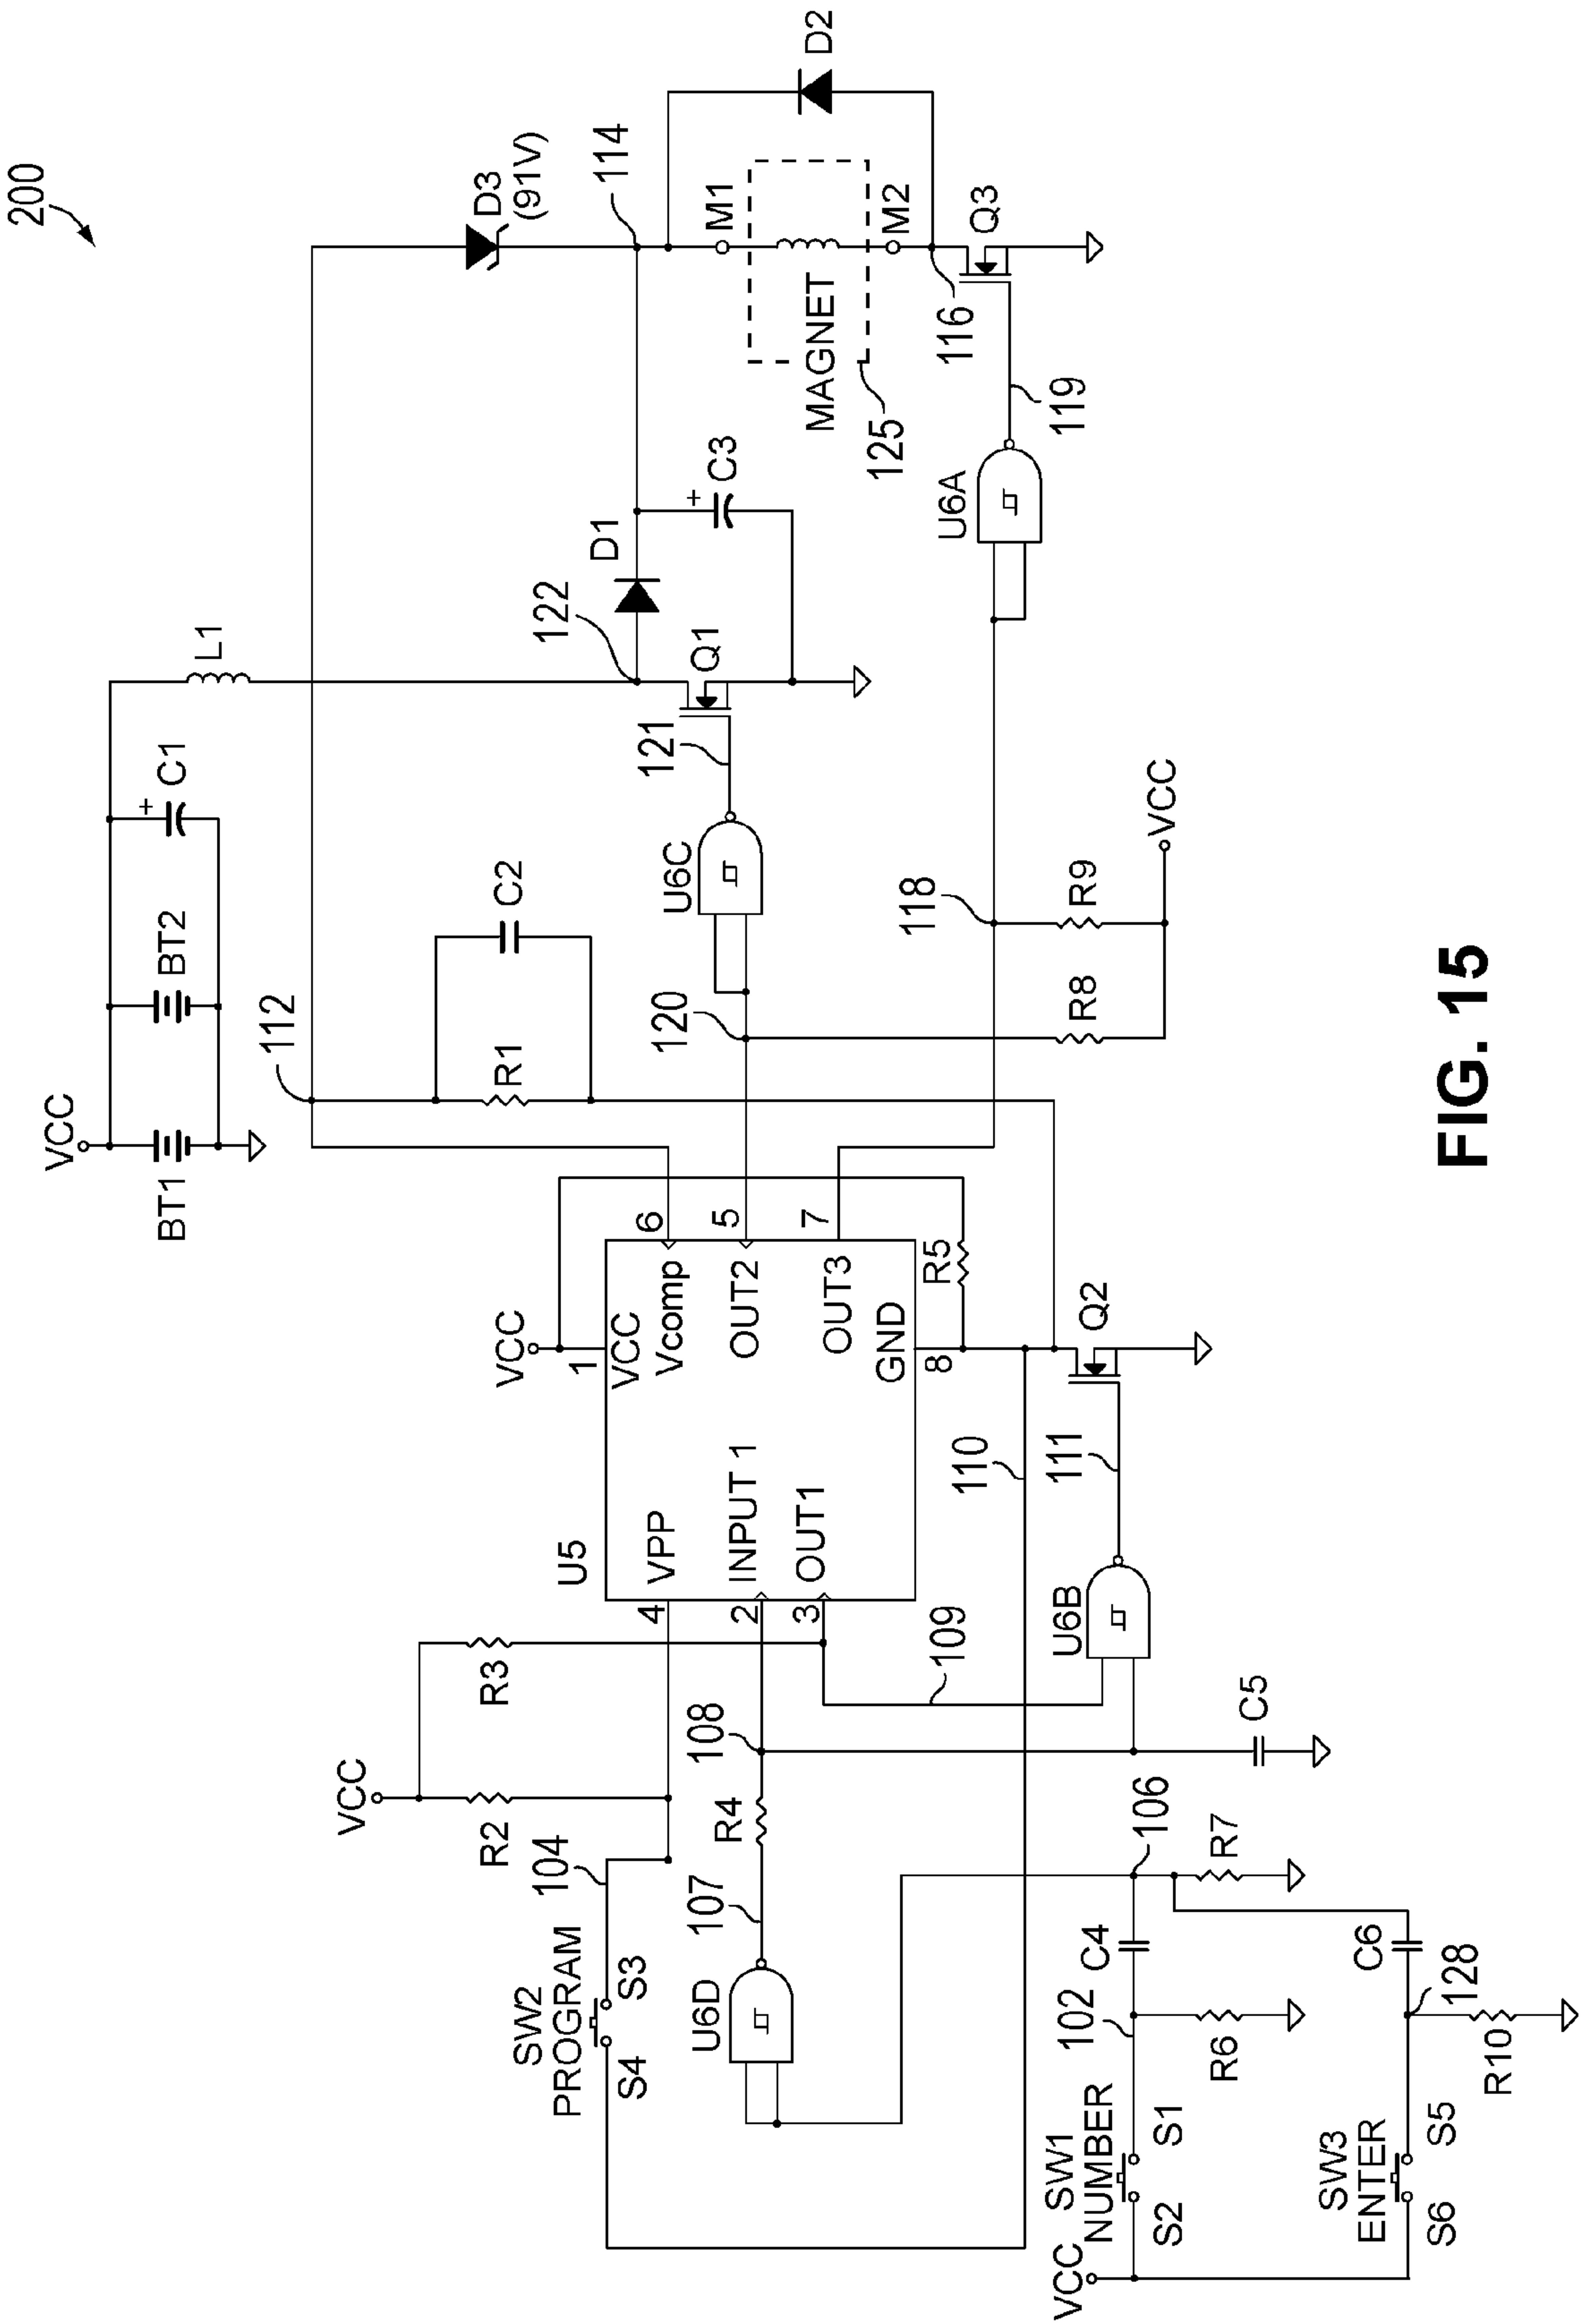 200
D2
D3
(91V)
114
M1
MAGNET
M2
125
116
Q3
119
L1
122
D1
C3
+
Q1
121
U6A
C1
+
BT2
VCC
BT1
112
C2
R1
U6C
120
118
R8
R9
VCC
VCC
1
VCC
6
Vcomp
5
OUT2
7
OUT3
GND
8
R5
U5
VPP
4
INPUT 1
2
OUT1
3
110
111
Q2
U6B
109
R3
VCC
R2
104
108
R4
107
C5
106
R7
SW2
PROGRAM
S3
S4
U6D
C4
102
R6
C6
128
R10
SW1
NUMBER
S1
S2
SW3
ENTER
S5
S6
VCC
FIG. 15